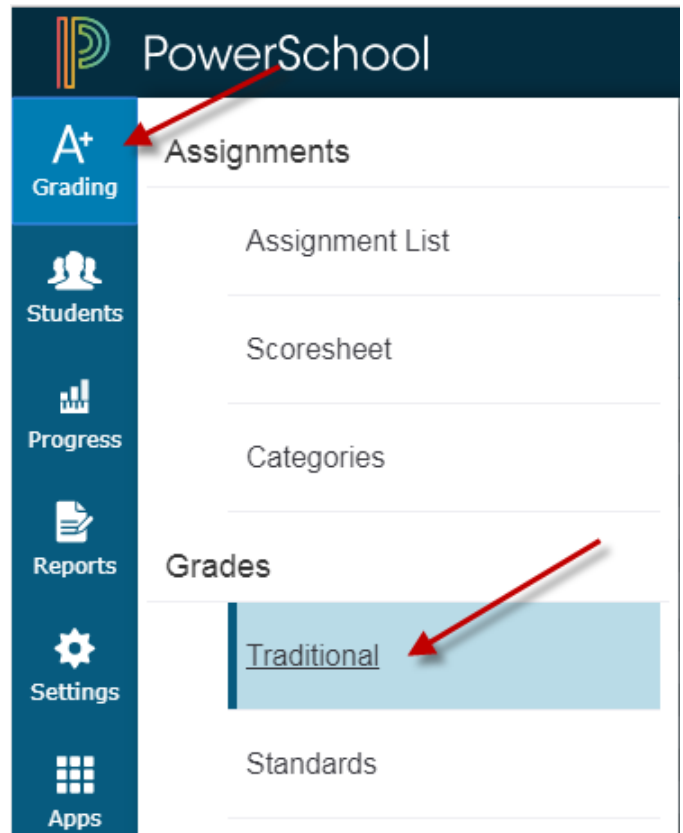 PowerSchool
A+
Grading
Students
Progress
Reports
Settings
Apps
Assignments
Assignment List
Scoresheet
Categories
Grades
Traditional
Standards